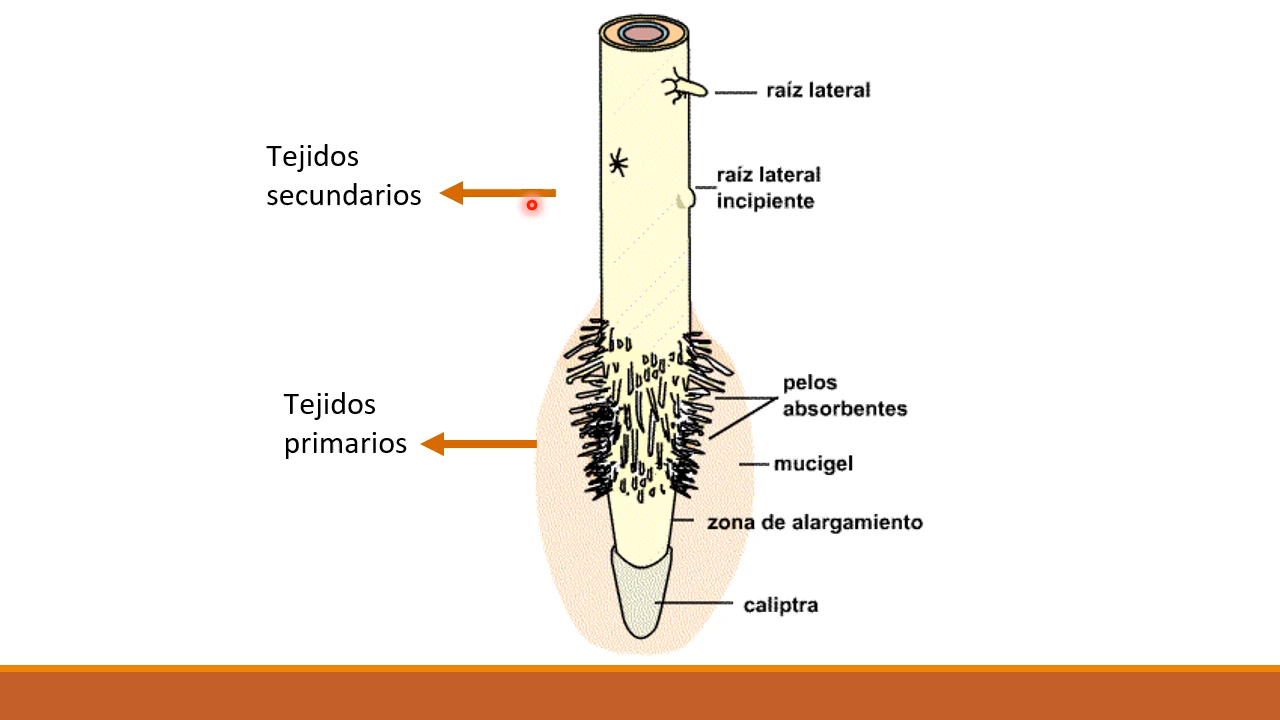 raíz lateral
Tejidos
secundarios
raíz lateral
incipiente
pelos
absorbentes
Tejidos
primarios
mucigel
zona de alargamiento
caliptra